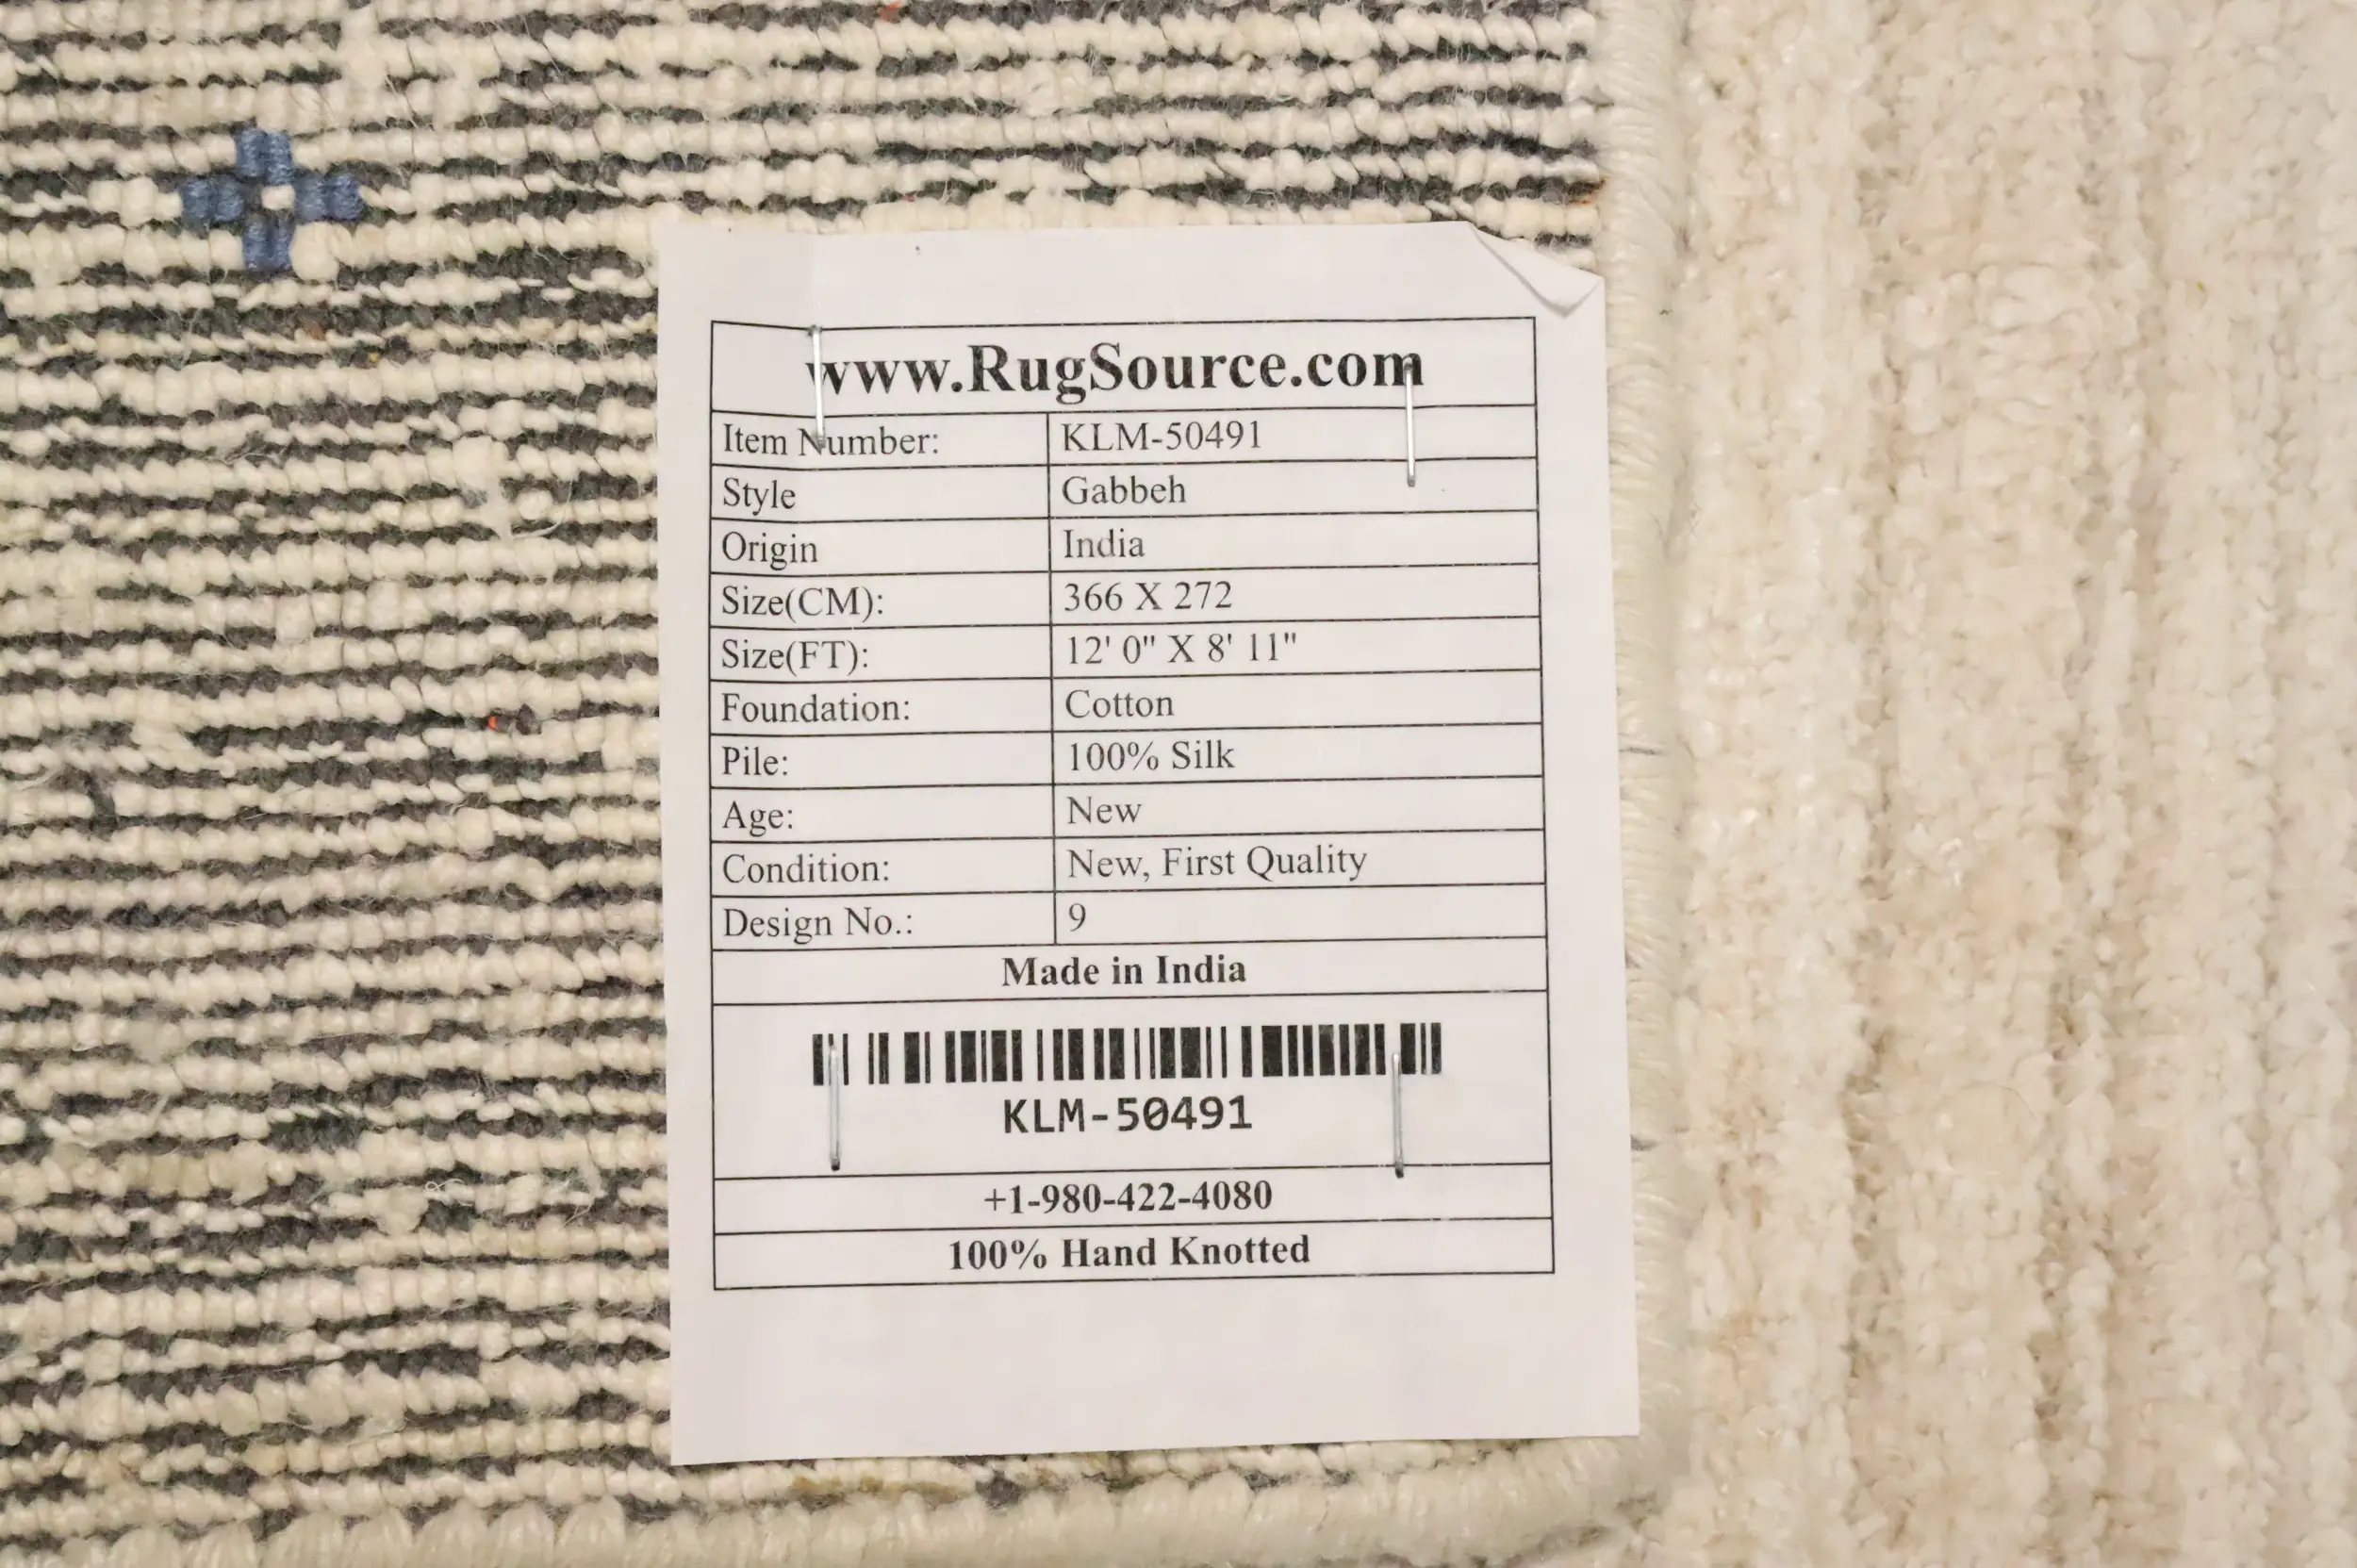 www.RugSource.com
Item Number: KLM-50491
Style Gabbeh
Origin India
Size(CM): 366 X 272
Size(FT): 12' 0" X 8' 11"
Foundation: Cotton
Pile: 100% Silk
Age: New
Condition: New, First Quality
Design No.: 9
Made in India
KLM-50491
+1-980-422-4080
100% Hand Knotted